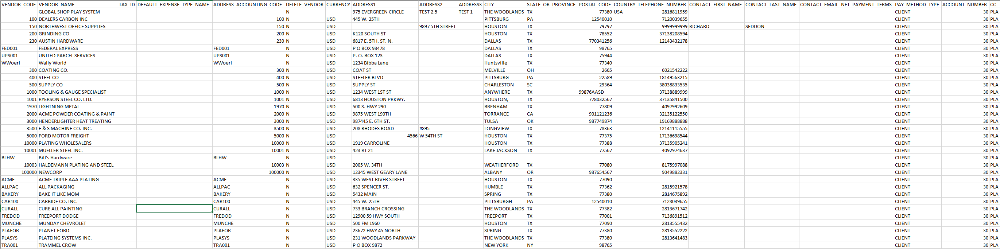 VENDOR_CODE VENDOR_NAME TAX_ID DEFAULT_EXPENSE_TYPE_NAME ADDRESS_ACCOUNTING_CODE DELETE_VENDOR CURRENCY ADDRESS1 ADDRESS2 ADDRESS3 CITY STATE_OR_PROVINCE POSTAL_CODE COUNTRY TELEPHONE_NUMBER CONTACT_FIRST_NAME CONTACT_LAST_NAME CONTACT_EMAIL NET_PAYMENT_TERMS PAY_METHOD_TYPE ACCOUNT_NUMBER CC
GLOBAL SHOP PLAY SYSTEM N 975 EVERGREEN CIRCLE TEST 2.5 TEST 1 THE WOODLANDS TX 77380 USA 2816811959 CLIENT 30 PLA
100 DEALERS CARBON INC 100 N USD 445 W. 25TH PITTSBURG PA 12540010 7120039655 CLIENT 30 PLA
150 NORTHWEST OFFICE SUPPLIES 150 N USD 9897 5TH STREET HOUSTON TX 79797 9999999999 RICHARD SEDDON CLIENT 30 PLA
200 GRINDING CO 200 N USD K120 SOUTH ST HOUSTON TX 78552 37138208594 CLIENT 30 PLA
230 AUSTIN HARDWARE 230 N USD 6817 E. 5TH. ST. N. DALLAS TX 770341256 12143432178 CLIENT 30 PLA
FED001 FEDERAL EXPRESS FED001 N USD P O BOX 98478 DALLAS TX 98765 CLIENT 30 PLA
UPS001 UNITED PARCEL SERVICES UPS001 N USD P. O. BOX 123 DALLAS TX 75944 CLIENT 30 PLA
WWoerl Wally World WWoerl N USD 1234 Bibba Lane Huntsville TX 77340 CLIENT 30 PLA
300 COATING CO. 300 N USD COAT ST MELVILLE OH 2665 6021542222 CLIENT 30 PLA
400 STEEL CO 400 N USD STEELER BLVD PITTSBURG PA 22589 18149563215 CLIENT 30 PLA
500 SUPPLY CO 500 N USD SUPPLY ST CHARLESTON SC 29364 38038833535 CLIENT 30 PLA
1000 TOOLING & GAUGE SPECIALIST 1000 N USD 1234 WEST 1ST ST ANYWHERE TX 99876AASD 37138889999 CLIENT 30 PLA
1001 RYERSON STEEL CO. LTD. 1001 N USD 6813 HOUSTON PRKWY. HOUSTON, TX 778032567 37135841500 CLIENT 30 PLA
1970 LIGHTNING METAL 1970 N USD 500 S. HWY 290 BRENHAM TX 77809 4097992609 CLIENT 30 PLA
2000 ACME POWDER COATING & PAINT 2000 N USD 9875 WEST 190TH TORRANCE CA 901121236 32135122550 CLIENT 30 PLA
3000 HENDERLIGHTER HEAT TREATING 3000 N USD 987445 E. 6TH ST. TULSA OK 987749874 19169888888 CLIENT 30 PLA
3500 E & S MACHINE CO. INC. 3500 N USD 208 RHODES ROAD #895 LONGVIEW TX 78363 12141115555 CLIENT 30 PLA
5000 FORD MOTOR FREIGHT 5000 N USD 4566 W 54TH ST HOUSTON TX 77375 17136698544 CLIENT 30 PLA
10000 PLATING WHOLESALERS 10000 N USD 1919 CARROLINE HOUSTON TX 77388 37135905241 CLIENT 30 PLA
10001 MUELLER STEEL INC. 10001 N USD 423 RT 21 LAKE JACKSON TX 77567 4092974637 CLIENT 30 PLA
BLHW Bill's Hardware BLHW N USD CLIENT 30 PLA
10003 HALDEMANN PLATING AND STEEL 10003 N USD 2005 W. 34TH WEATHERFORD TX 77080 8175997088 CLIENT 30 PLA
100000 NEWCORP 100000 N USD 12345 WEST GEARY LANE ALBANY OR 987654567 9049882331 CLIENT 30 PLA
ACME ACME TRIPLE AAA PLATING ACME N USD 335 WEST RIVER STREET HOUSTON TX 77090 CLIENT 30 PLA
ALLPAC ALL PACKAGING ALLPAC N USD 632 SPENCER ST. HUMBLE TX 77362 2815921578 CLIENT 30 PLA
BAKERY BAKE IT LIKE MOM BAKERY N USD 5432 MAIN SPRING TX 77380 2814675892 CLIENT 30 PLA
CAR100 CARBIDE CO. INC. CAR100 N USD 445 W. 25TH PITTSBURGH PA 12540010 7128039655 CLIENT 30 PLA
CURALL CURE ALL PAINTING CURALL N USD 733 BRANCH CROSSING THE WOODLANDS TX 77382 2813671742 CLIENT 30 PLA
FREDOD FREEPORT DODGE FREDOD N USD 12900 59 HWY SOUTH FREEPORT TX 77001 7136891512 CLIENT 30 PLA
MUNCHE MUNDAY CHEVROLET MUNCHE N USD 500 FM 1960 HOUSTON TX 77090 2813555432 CLIENT 30 PLA
PLAFOR PLANET FORD PLAFOR N USD 23672 HWY 45 NORTH SPRING TX 77380 2813552222 CLIENT 30 PLA
PLASYS PLATEING SYSTEMS INC. PLASYS N USD 231 WOODLANDS PARKWAY THE WOODLANDS TX 77380 2813641483 CLIENT 30 PLA
TRA001 TRAMMEL CROW TRA001 N USD P O BOX 9872 NEW YORK NY 98765 CLIENT 30 PLA